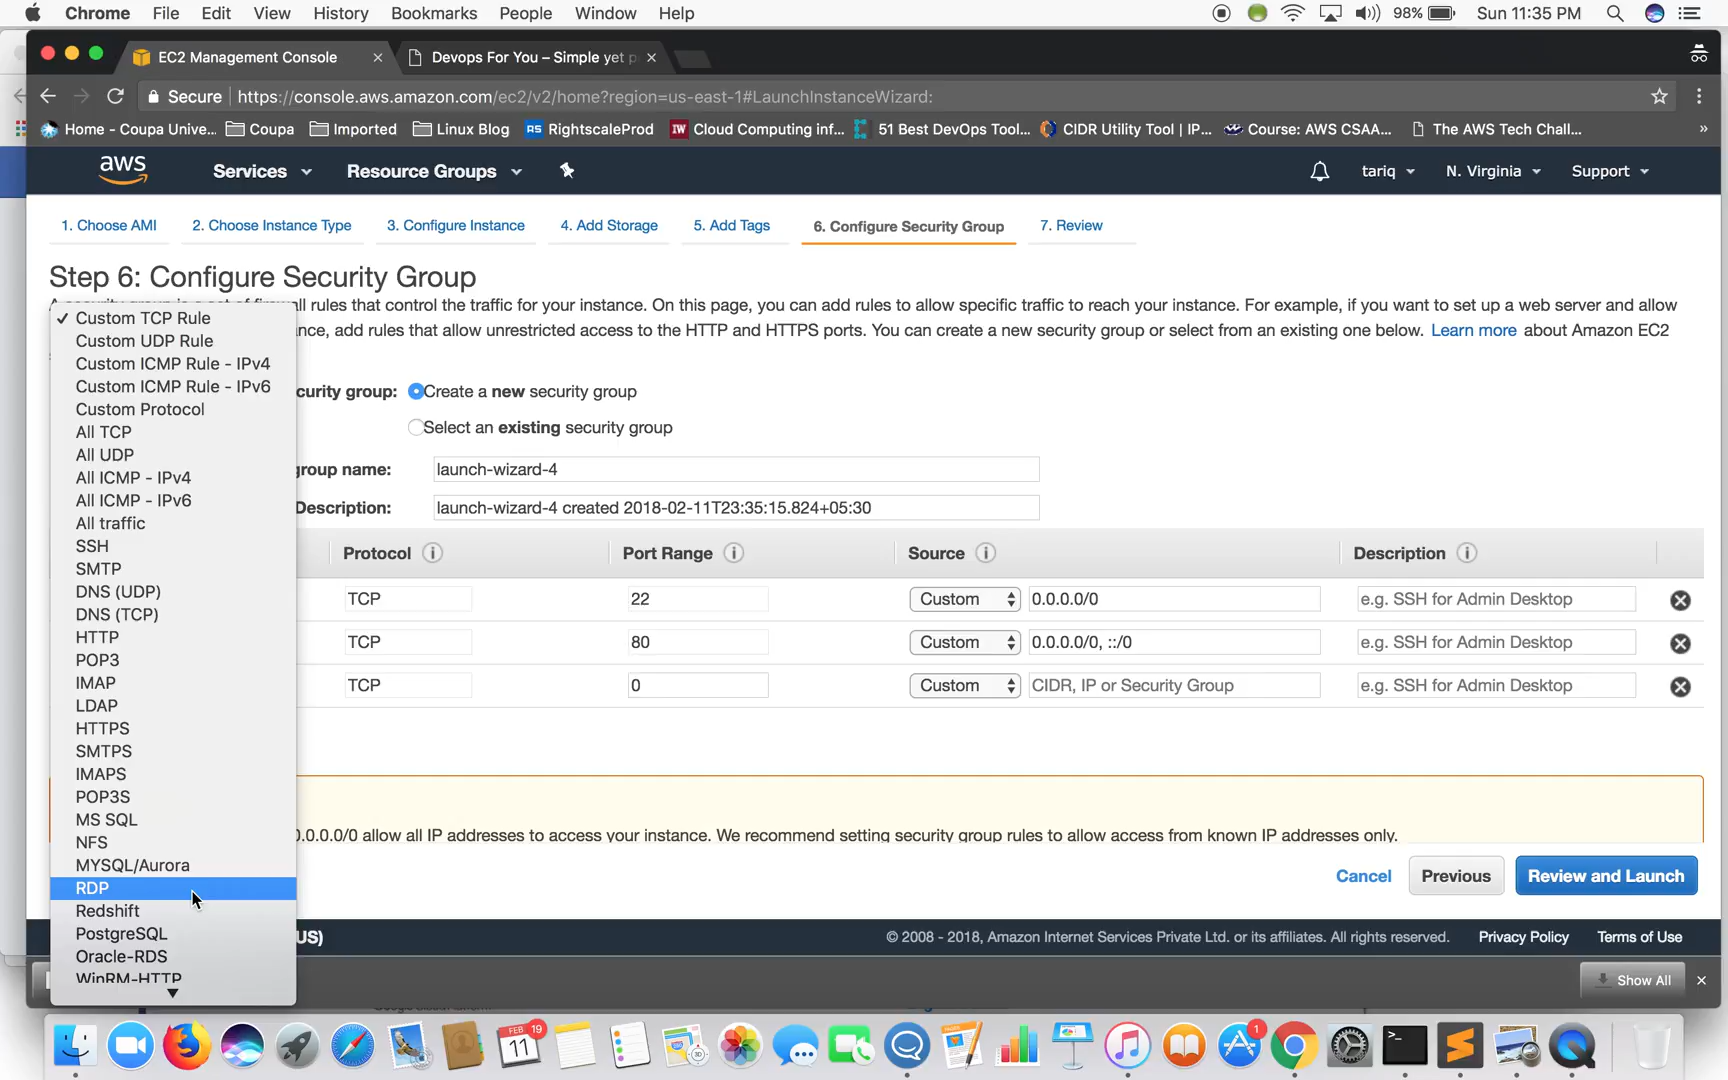 Chrome File Edit View History Bookmarks People Window Help 98% Sun 11:35 PM
EC2 Management Console Devops For You – Simple yet p
Secure https://console.aws.amazon.com/ec2/v2/home?region=us-east-1#LaunchInstanceWizard:
Home - Coupa Unive... Coupa Imported Linux Blog RS RightscaleProd IW Cloud Computing inf... 51 Best DevOps Tool... CIDR Utility Tool | IP... Course: AWS CSAA... The AWS Tech Chall... »
aws Services Resource Groups tariq N. Virginia Support
1. Choose AMI 2. Choose Instance Type 3. Configure Instance 4. Add Storage 5. Add Tags 6. Configure Security Group 7. Review
Step 6: Configure Security Group
rules that control the traffic for your instance. On this page, you can add rules to allow specific traffic to reach your instance. For example, if you want to set up a web server and allow
add rules that allow unrestricted access to the HTTP and HTTPS ports. You can create a new security group or select from an existing one below. Learn more about Amazon EC2
✓ Custom TCP Rule
Custom UDP Rule
Custom ICMP Rule - IPv4
Custom ICMP Rule - IPv6
Custom Protocol
All TCP
All UDP
All ICMP - IPv4
All ICMP - IPv6
All traffic
SSH
SMTP
DNS (UDP)
DNS (TCP)
HTTP
POP3
IMAP
LDAP
HTTPS
SMTPS
IMAPS
POP3S
MS SQL
NFS
MYSQL/Aurora
RDP
Redshift
PostgreSQL
Oracle-RDS
WinRM-HTTP
curity group: Create a new security group
Select an existing security group
group name: launch-wizard-4
Description: launch-wizard-4 created 2018-02-11T23:35:15.824+05:30
Protocol i Port Range i Source i Description i
TCP 22 Custom 0.0.0.0/0 e.g. SSH for Admin Desktop
TCP 80 Custom 0.0.0.0/0, ::/0 e.g. SSH for Admin Desktop
TCP 0 Custom CIDR, IP or Security Group e.g. SSH for Admin Desktop
0.0.0.0/0 allow all IP addresses to access your instance. We recommend setting security group rules to allow access from known IP addresses only.
Cancel Previous Review and Launch
US) © 2008 - 2018, Amazon Internet Services Private Ltd. or its affiliates. All rights reserved. Privacy Policy Terms of Use
Show All
FEB 19
11
1